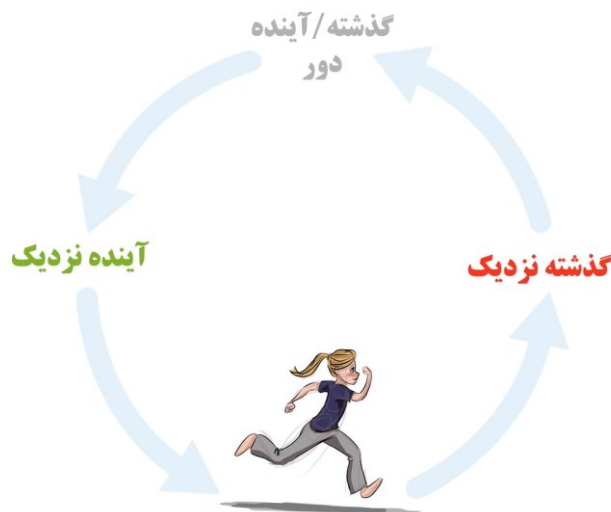 گذشته/آینده
دور
گذشته نزدیک
آینده نزدیک